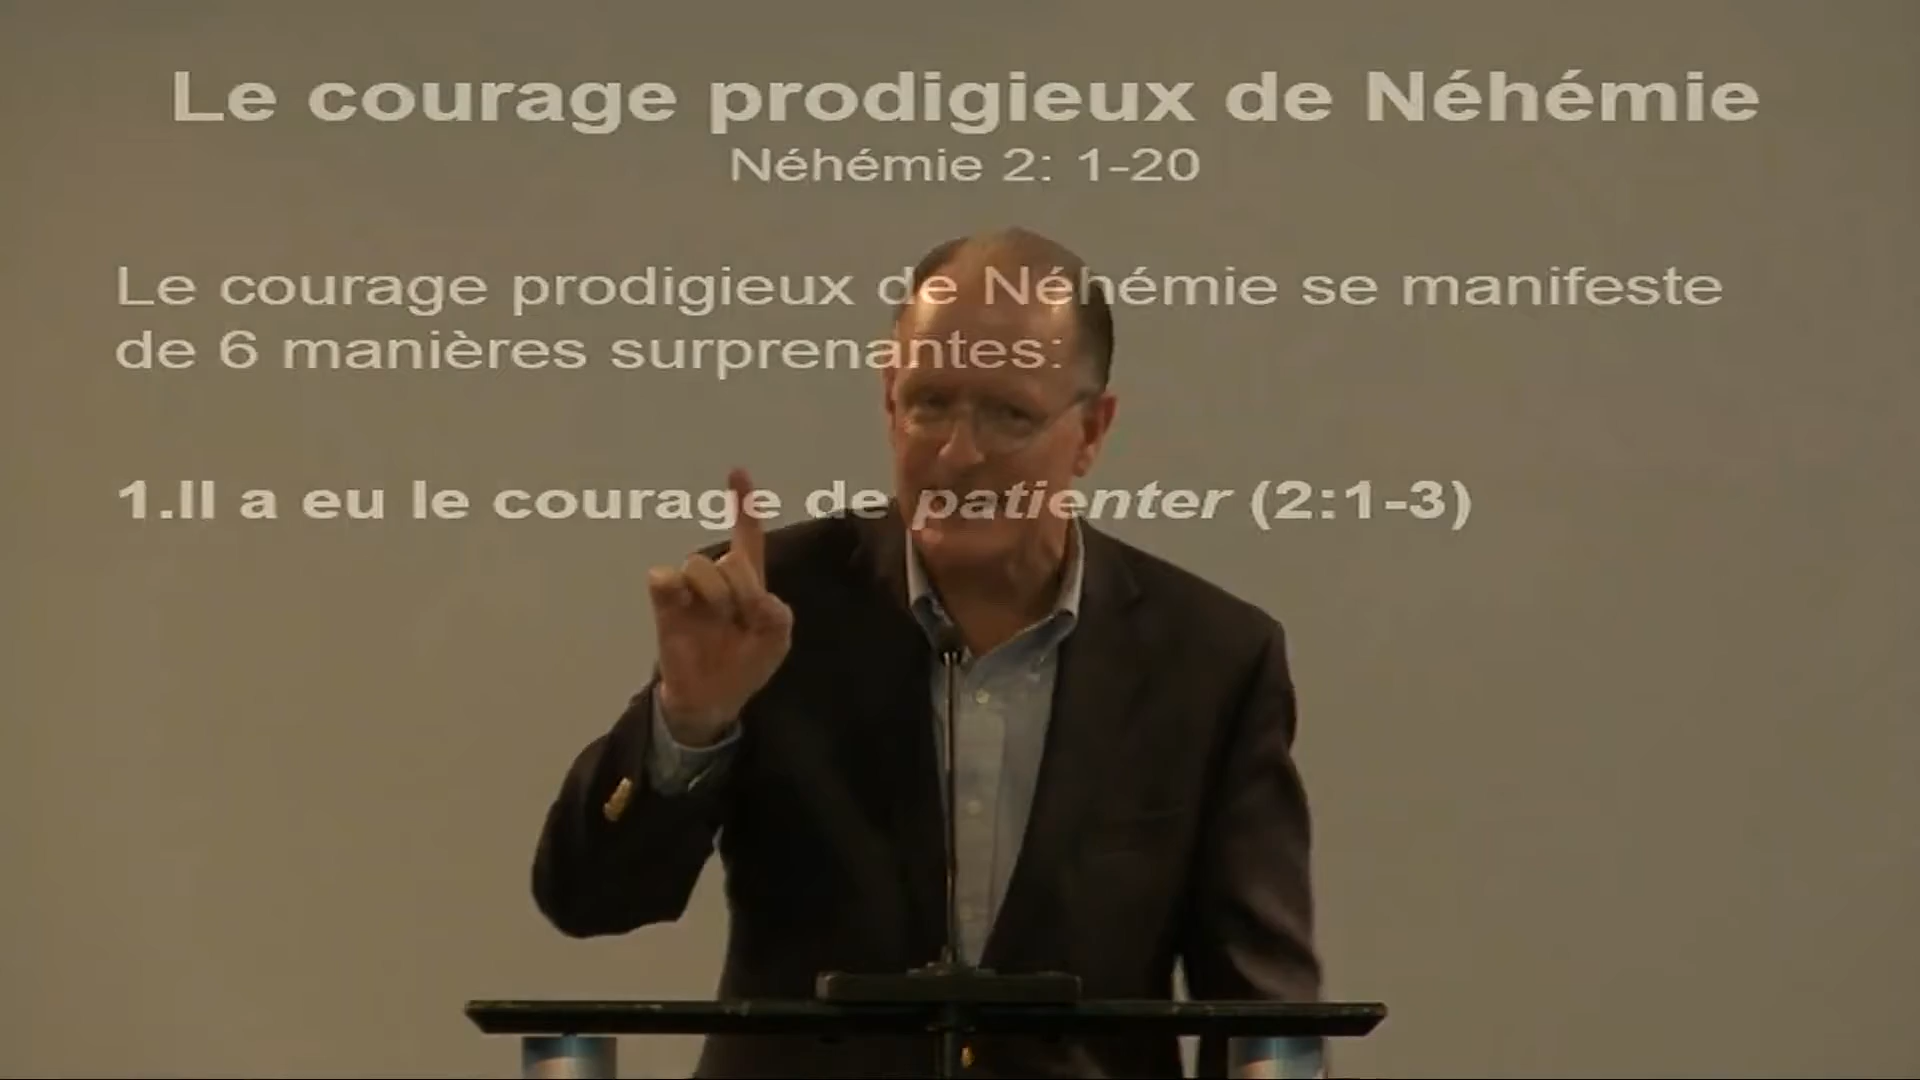 Le courage prodigieux de Néhémie
Néhémie 2: 1-20
Le courage prodigieux de Néhémie se manifeste
de 6 manières surprenantes:
1.Il a eu le courage de patienter (2:1-3)